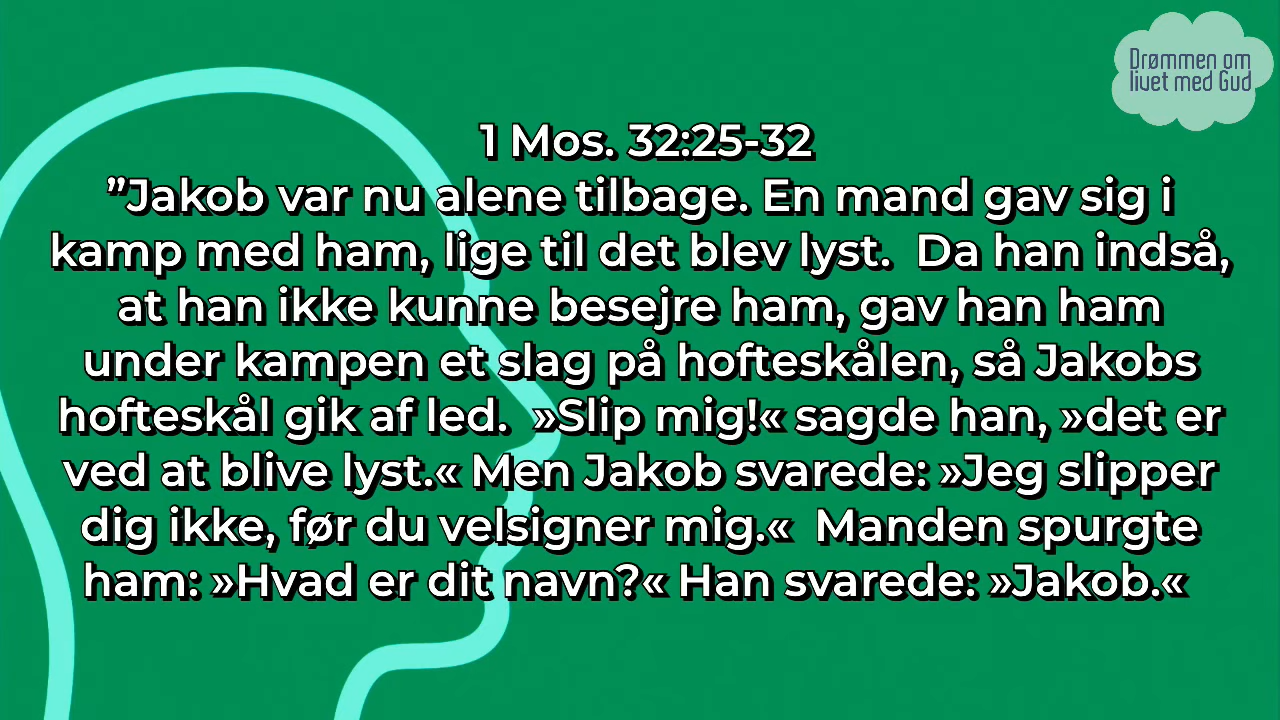 Drømmen om
livet med Gud
1 Mos. 32:25-32
”Jakob var nu alene tilbage. En mand gav sig i
kamp med ham, lige til det blev lyst.  Da han indså,
at han ikke kunne besejre ham, gav han ham
under kampen et slag på hofteskålen, så Jakobs
hofteskål gik af led.  »Slip mig!« sagde han, »det er
ved at blive lyst.« Men Jakob svarede: »Jeg slipper
dig ikke, før du velsigner mig.«  Manden spurgte
ham: »Hvad er dit navn?« Han svarede: »Jakob.«